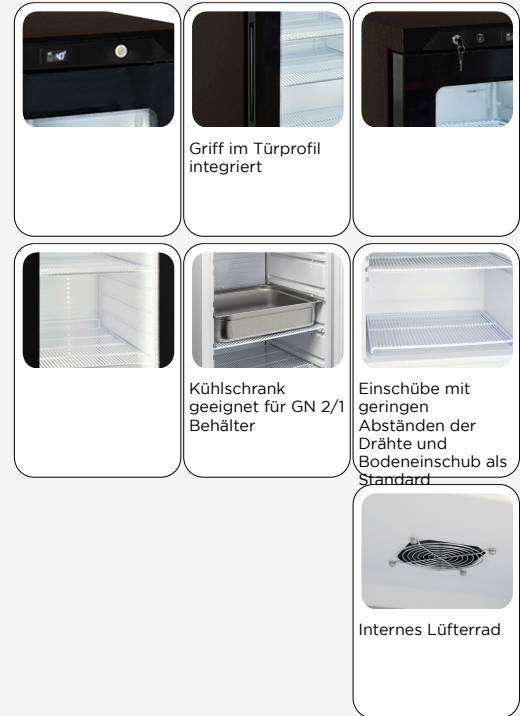 Griff im Türprofil
integriert
Kühlschrank
geeignet für GN 2/1
Behälter
Einschübe mit
geringen
Abständen der
Drähte und
Bodeneinschub als
Standard
Internes Lüfterrad